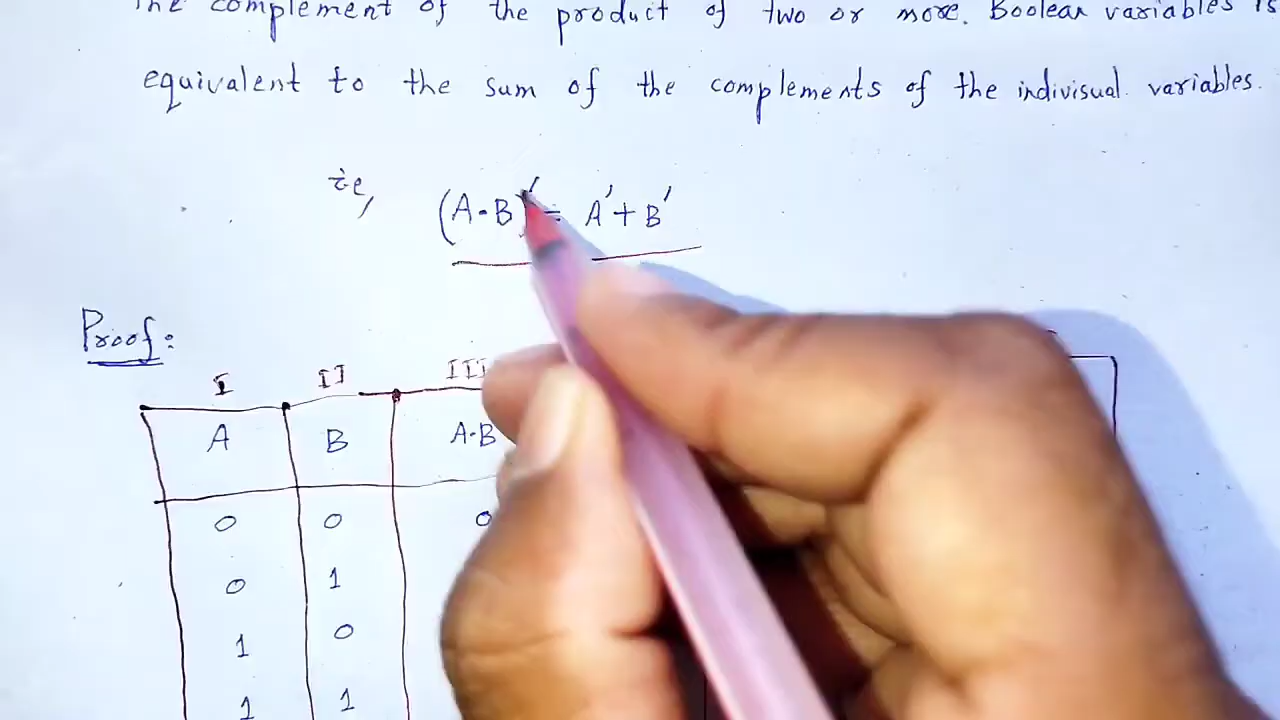 The complement of the product of two or more. Boolean variables is
equivalent to the sum of the complements of the indivisual. variables.
ie, (A·B)' = A' + B'
Proof:
I II III
A B A·B
0 0 0
0 1
1 0
1 1